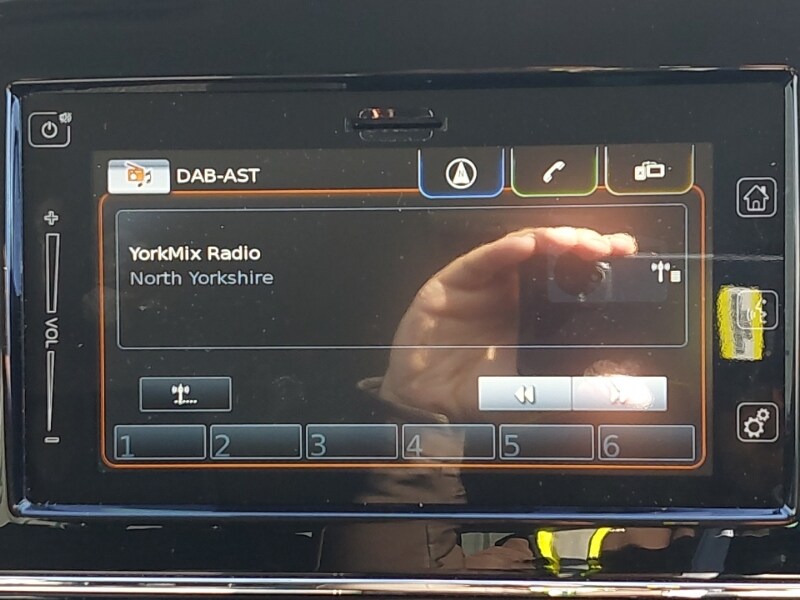 DAB-AST
YorkMix Radio
North Yorkshire
+
VOL
-
1 2 3 4 5 6